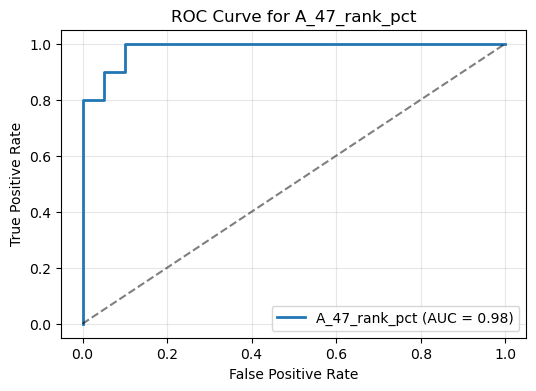 ROC Curve for A_47_rank_pct
True Positive Rate
1.0
0.8
0.6
0.4
0.2
0.0
A_47_rank_pct (AUC = 0.98)
0.0 0.2 0.4 0.6 0.8 1.0
False Positive Rate